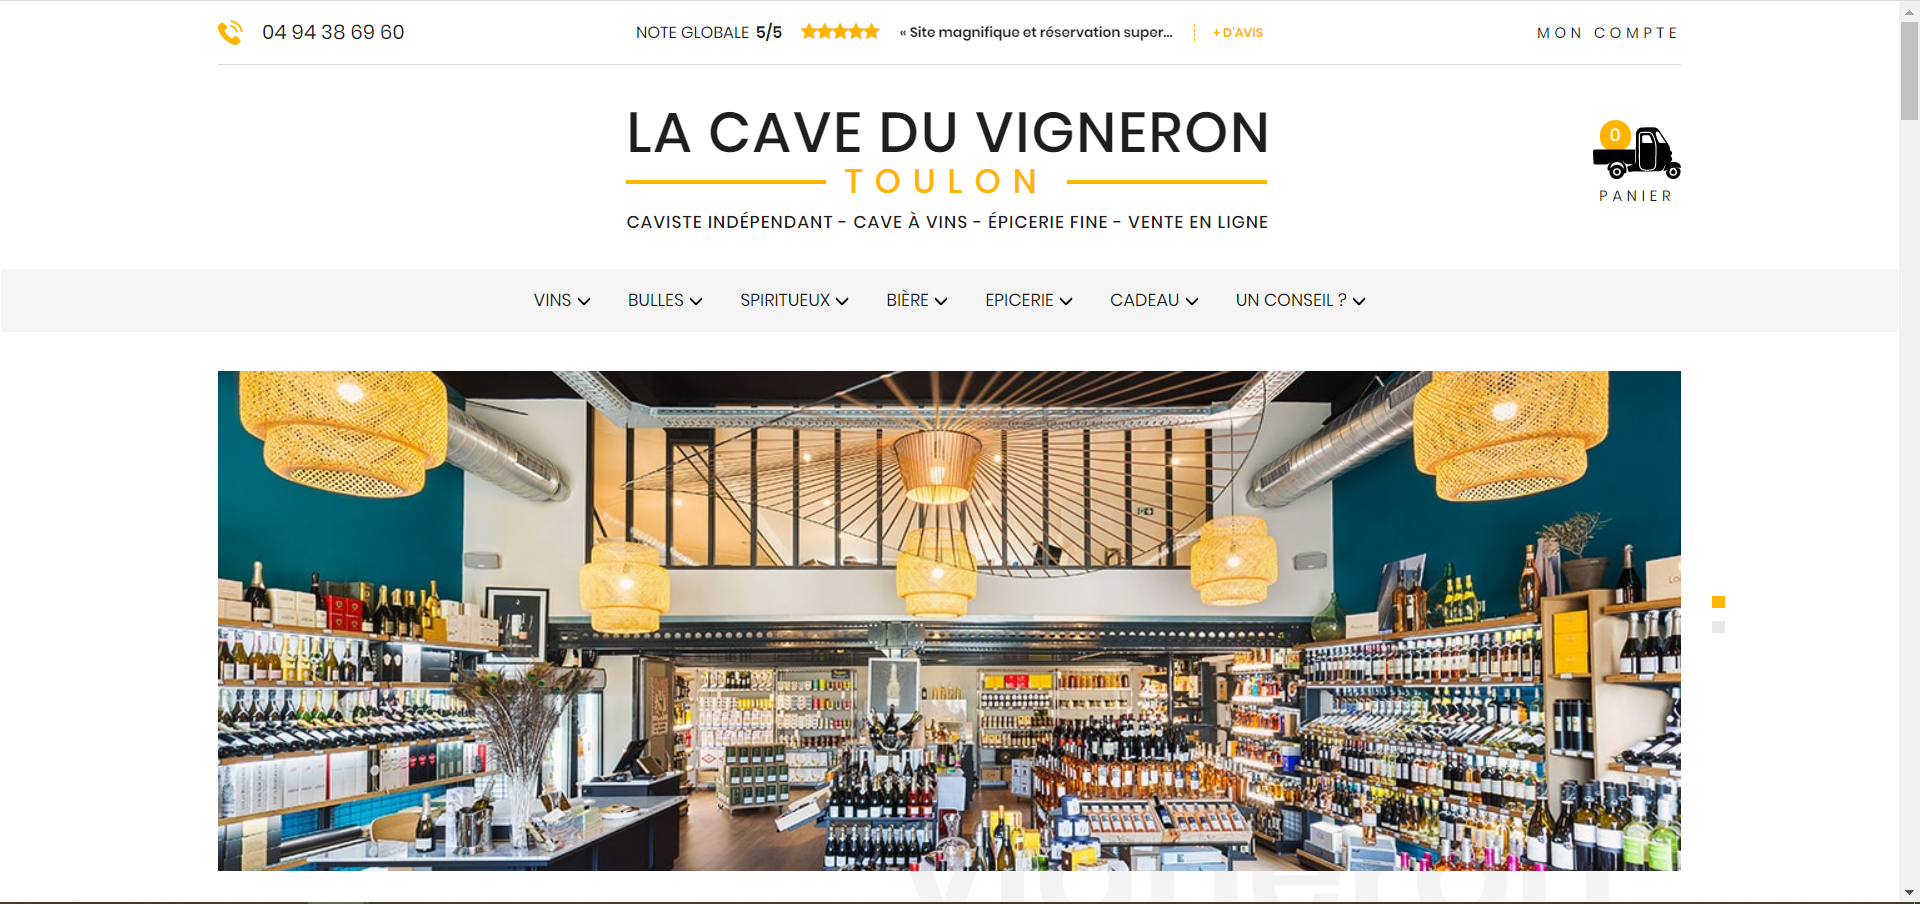 04 94 38 69 60
NOTE GLOBALE 5/5
« Site magnifique et réservation super...
+ D'AVIS
MON COMPTE
LA CAVE DU VIGNERON
TOULON
CAVISTE INDÉPENDANT - CAVE À VINS - ÉPICERIE FINE - VENTE EN LIGNE
0
PANIER
VINS
BULLES
SPIRITUEUX
BIÈRE
EPICERIE
CADEAU
UN CONSEIL ?
vigneron